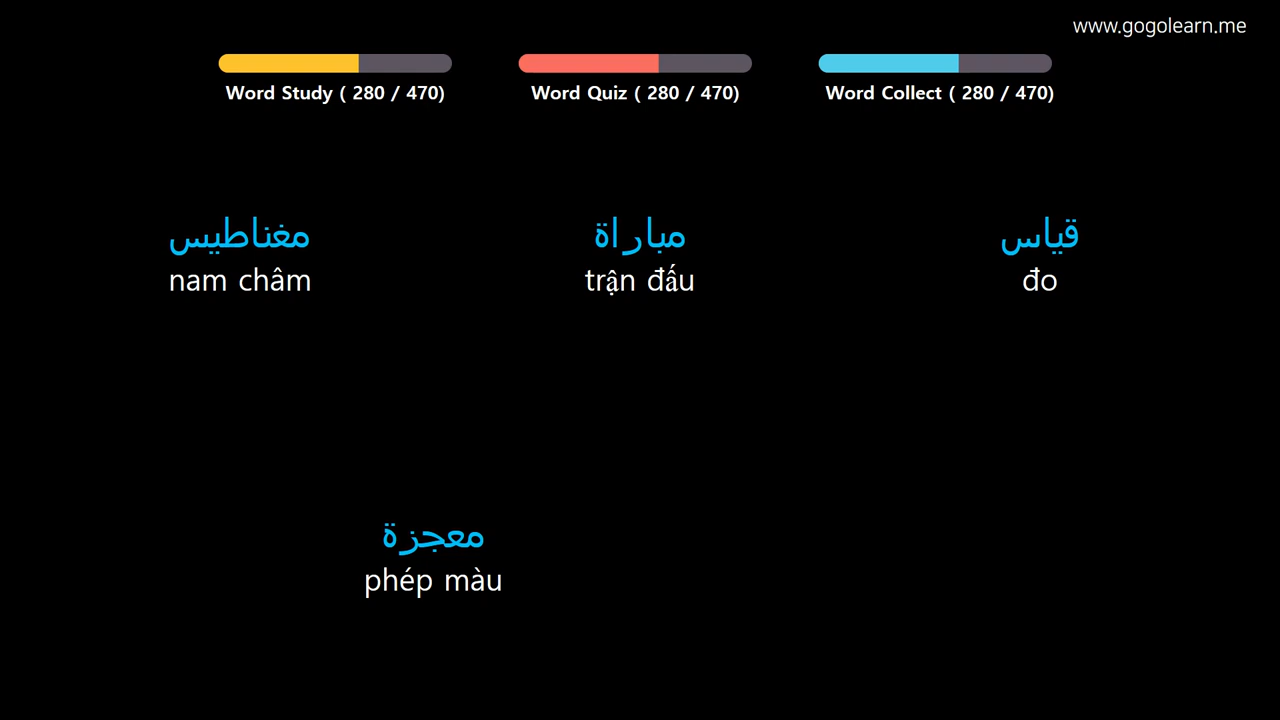 www.gogolearn.me
Word Study ( 280 / 470)
Word Quiz ( 280 / 470)
Word Collect ( 280 / 470)
مغناطيس
nam châm
مباراة
trận đấu
قياس
đo
معجزة
phép màu